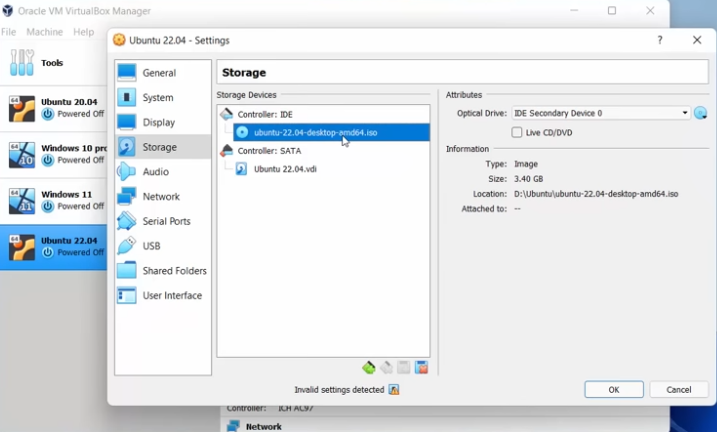 Oracle VM VirtualBox Manager
File Machine Help
Tools
Ubuntu 20.04
Powered Off
Windows 10 pro
Powered Off
Windows 11
Powered Off
Ubuntu 22.04
Powered Off
Ubuntu 22.04 - Settings
?
General
System
Display
Storage
Audio
Network
Serial Ports
USB
Shared Folders
User Interface
Storage
Storage Devices
Controller: IDE
ubuntu-22.04-desktop-amd64.iso
Controller: SATA
Ubuntu 22.04.vdi
Attributes
Optical Drive: IDE Secondary Device 0
Live CD/DVD
Information
Type: Image
Size: 3.40 GB
Location: D:\Ubuntu\ubuntu-22.04-desktop-amd64.iso
Attached to: --
Invalid settings detected
OK
Cancel
Controller: ICH AC97
Network